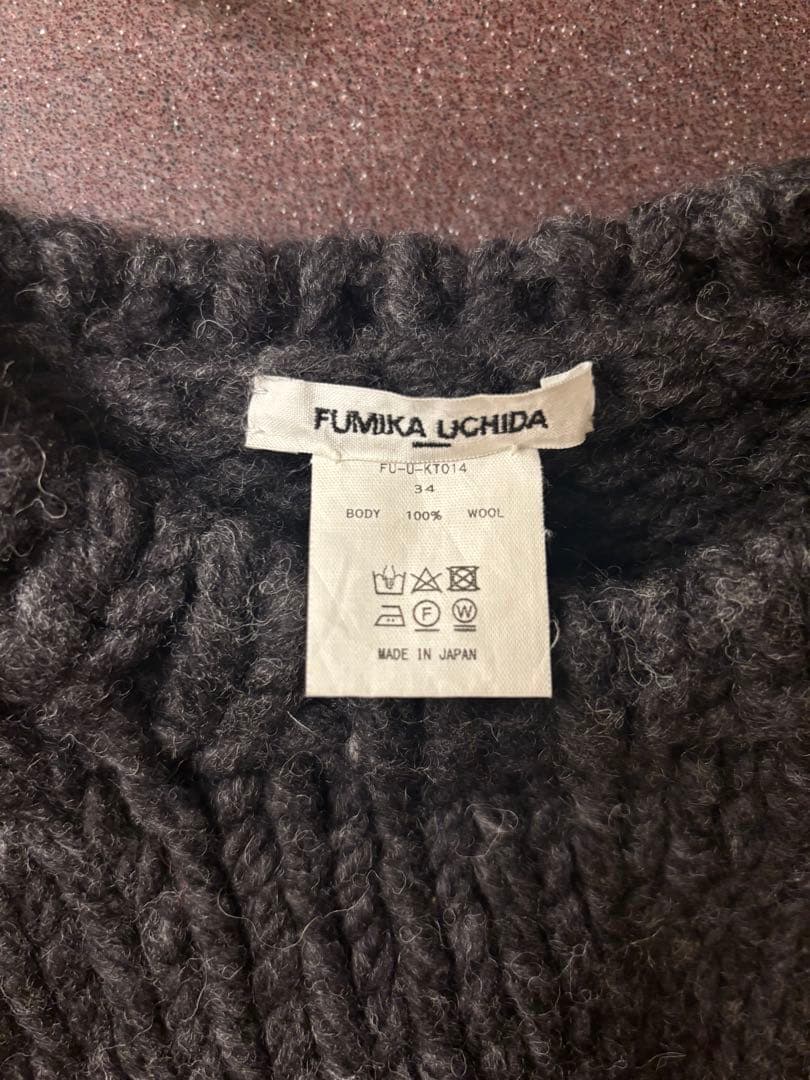 FUMIKA UCHIDA
FU-U-KT014
34
BODY 100% WOOL
F W
MADE IN JAPAN